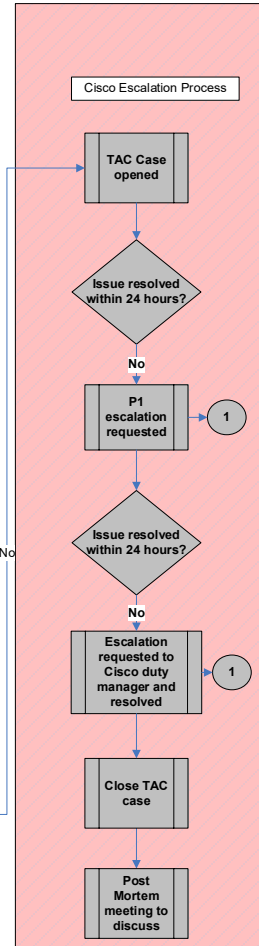 Cisco Escalation Process
TAC Case
opened
Issue resolved
within 24 hours?
No
P1
escalation
requested
1
Issue resolved
within 24 hours?
No
No
Escalation
requested to
Cisco duty
manager and
resolved
1
Close TAC
case
Post
Mortem
meeting to
discuss